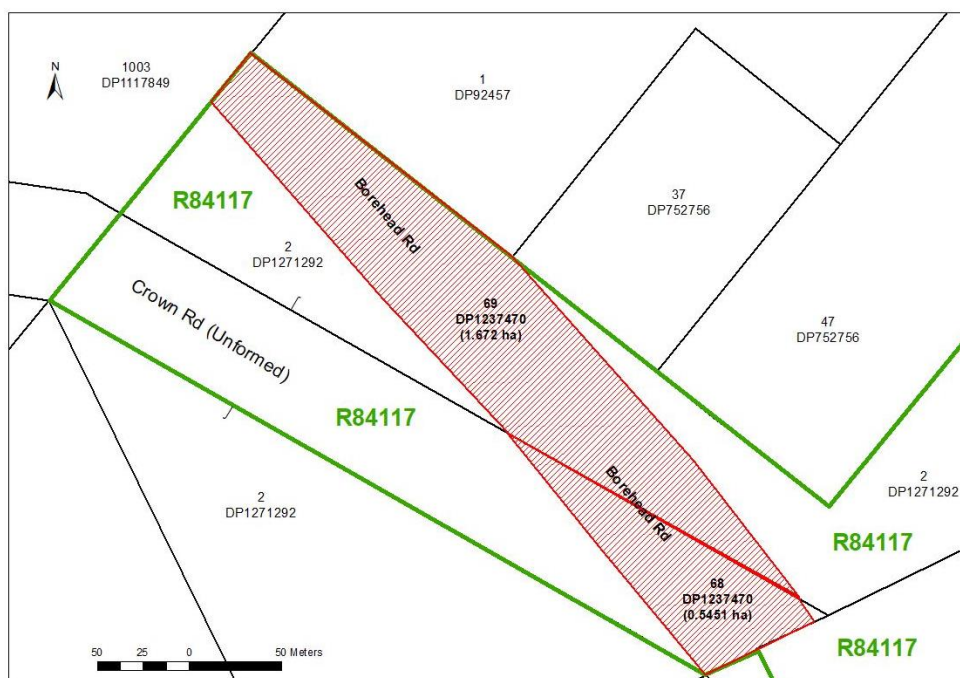 N
1003
DP1117849
1
DP92457
37
DP752756
R84117
Borehead Rd
2
DP1271292
Crown Rd (Unformed)
69
DP1237470
(1.672 ha)
47
DP752756
R84117
Borehead Rd
2
DP1271292
2
DP1271292
R84117
68
DP1237470
(0.5451 ha)
R84117
50 25 0 50 Meters